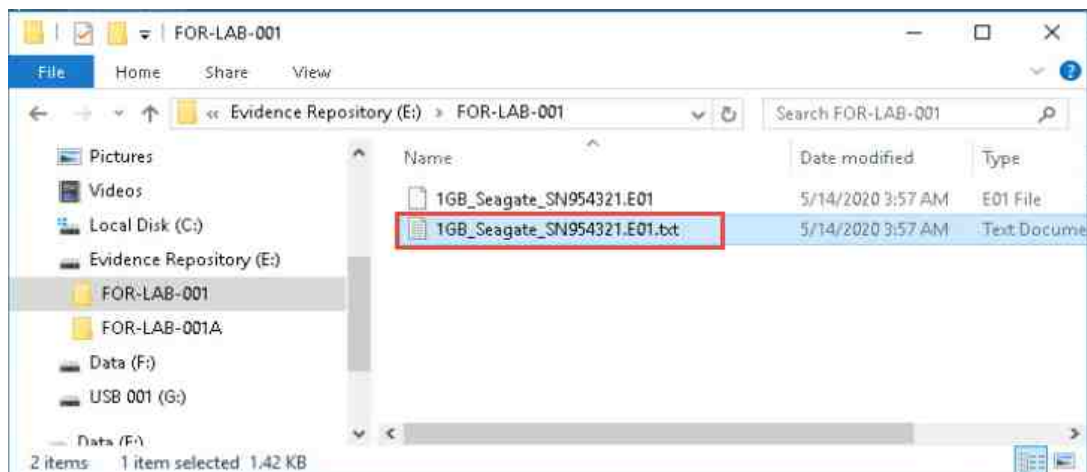 FOR-LAB-001
File Home Share View
« Evidence Repository (E:) > FOR-LAB-001 Search FOR-LAB-001
Name Date modified Type
Pictures
Videos
Local Disk (C:)
Evidence Repository (E:)
FOR-LAB-001
FOR-LAB-001A
Data (F:)
USB 001 (G:)
Data (F:)
1GB_Seagate_SN954321.E01 5/14/2020 3:57 AM E01 File
1GB_Seagate_SN954321.E01.txt 5/14/2020 3:57 AM Text Docume
2 items 1 item selected 1.42 KB